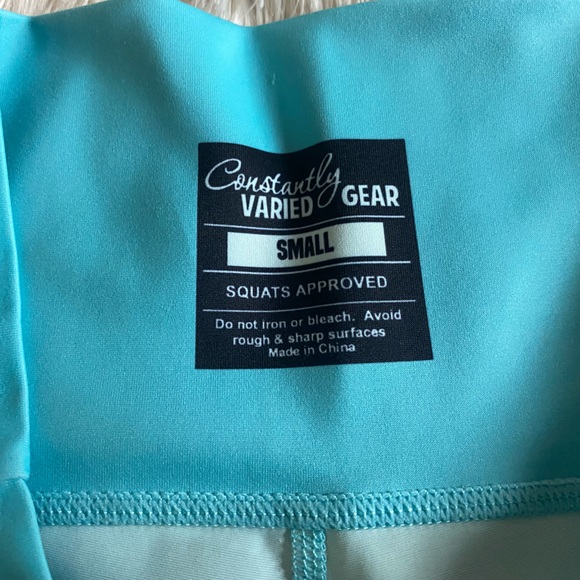 Constantly
VARIED GEAR
SMALL
SQUATS APPROVED
Do not iron or bleach. Avoid
rough & sharp surfaces
Made in China